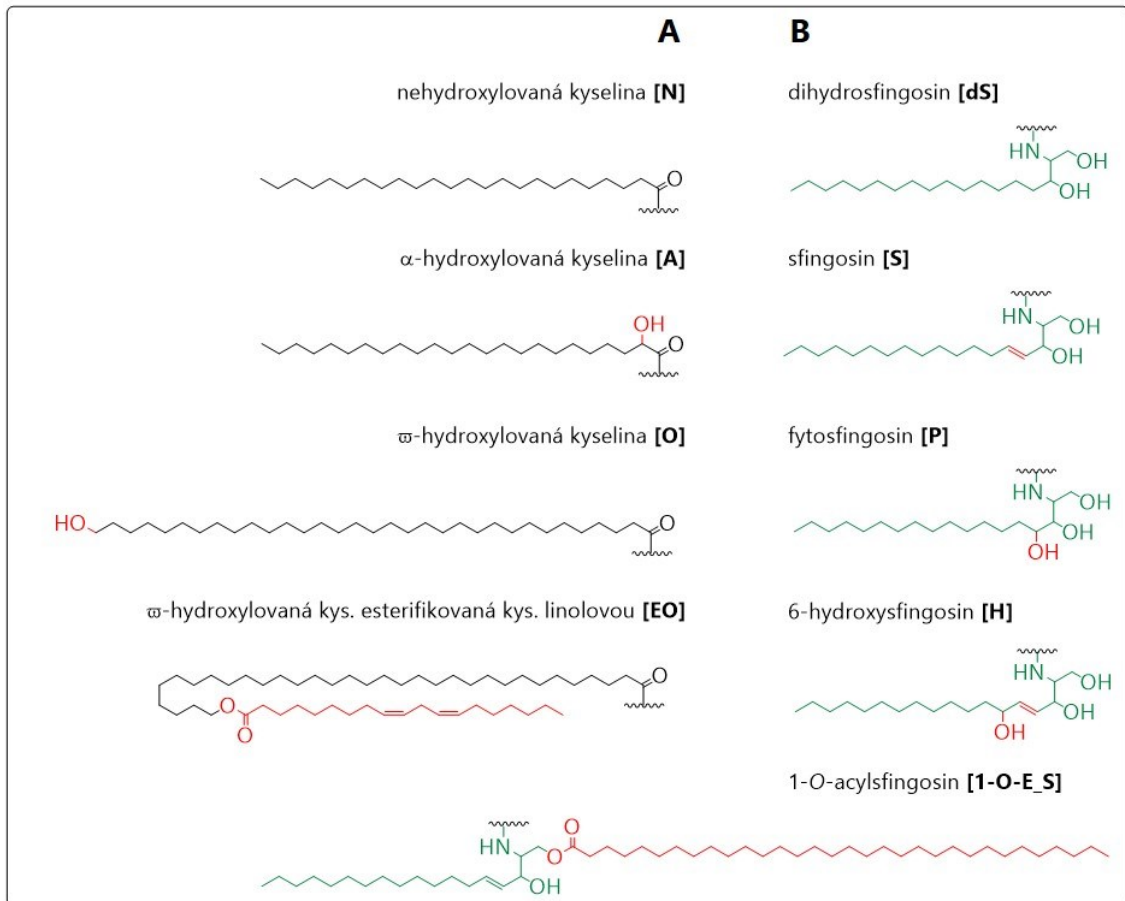 A B
nehydroxylovaná kyselina [N]
dihydrosfingosin [dS]
O
HN
OH
OH
α-hydroxylovaná kyselina [A]
sfingosin [S]
OH
O
HN
OH
OH
ϖ-hydroxylovaná kyselina [O]
fytosfingosin [P]
HO
O
HN
OH
OH
OH
ϖ-hydroxylovaná kys. esterifikovaná kys. linolovou [EO]
6-hydroxysfingosin [H]
O
O
O
HN
OH
OH
OH
1-O-acylsfingosin [1-O-E_S]
HN
O
O
OH